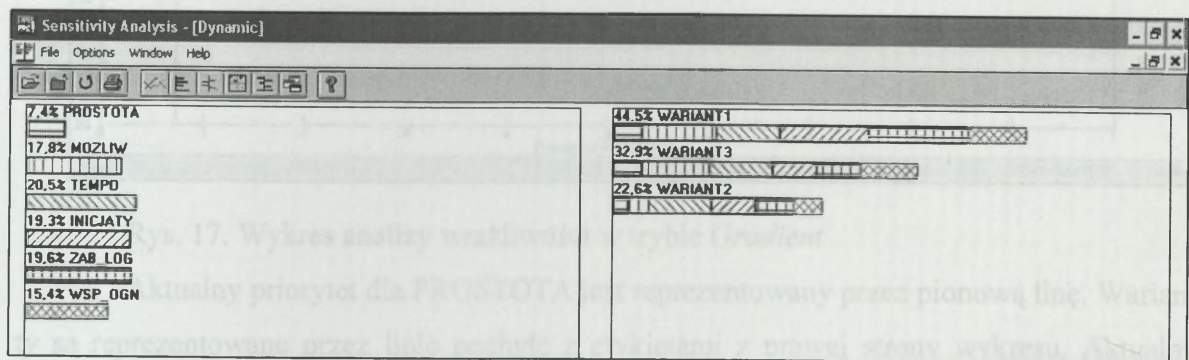 Sensitivity Analysis - [Dynamic]
File Options Window Help
7,4% PROSTOTA
17,8% MOZLIW
20,5% TEMPO
19,3% INICJATY
19,6% ZAB_LOG
15,4% WSP_OGN
44,5% WARIANT1
32,9% WARIANT3
22,6% WARIANT2
Rys. 17. Wykres analizy wrażliwości w trybie Gradient
Aktualny priorytet dla PROSTOTA jest reprezentowany przez pionową linę. Warian
ty są reprezentowane przez linie pochyłe z etykietami z prawej strony wykresu. Aktualn